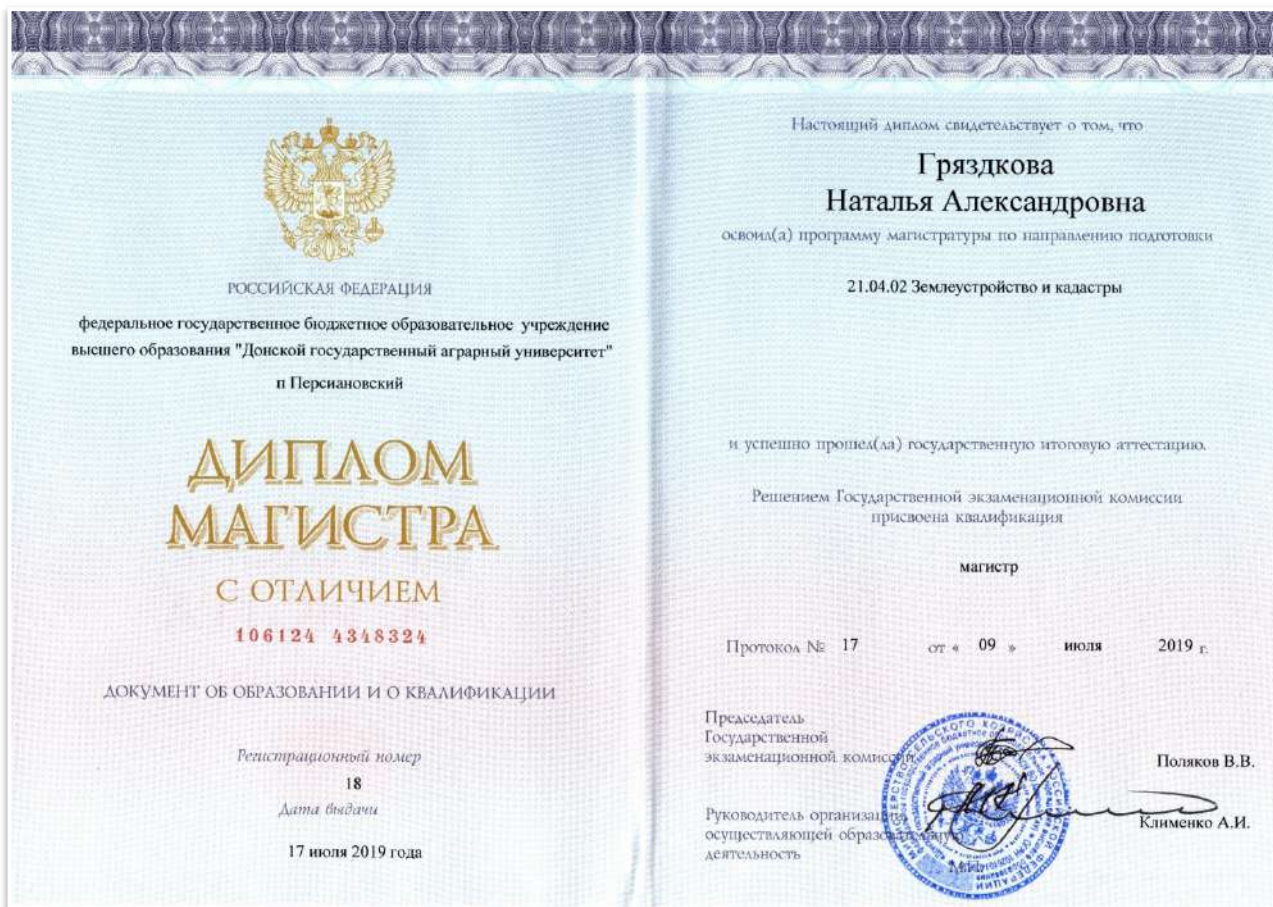 РОССИЙСКАЯ ФЕДЕРАЦИЯ
федеральное государственное бюджетное образовательное учреждение
высшего образования "Донской государственный аграрный университет"
п Персиановский
ДИПЛОМ
МАГИСТРА
С ОТЛИЧИЕМ
106124 4348324
ДОКУМЕНТ ОБ ОБРАЗОВАНИИ И О КВАЛИФИКАЦИИ
Регистрационный номер
18
Дата выдачи
17 июля 2019 года
Настоящий диплом свидетельствует о том, что
Гряздкова
Наталья Александровна
освоил(а) программу магистратуры по направлению подготовки
21.04.02 Землеустройство и кадастры
и успешно прошел(ла) государственную итоговую аттестацию.
Решением Государственной экзаменационной комиссии
присвоена квалификация
магистр
Протокол № 17 от « 09 » июля 2019 г.
Председатель
Государственной
экзаменационной комиссии
Поляков В.В.
Руководитель организации,
осуществляющей образовательную
деятельность
Клименко А.И.
М.П.